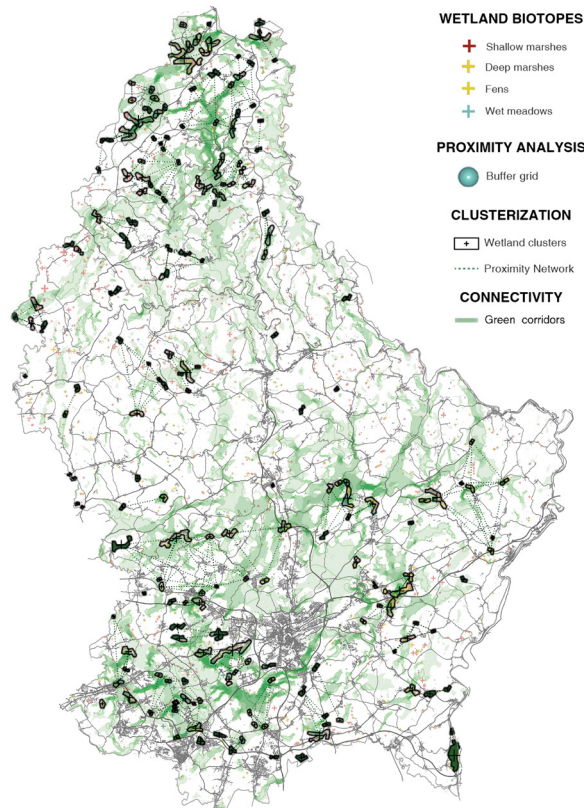 WETLAND BIOTOPES
Shallow marshes
Deep marshes
Fens
Wet meadows
PROXIMITY ANALYSIS
Buffer grid
CLUSTERIZATION
Wetland clusters
Proximity Network
CONNECTIVITY
Green corridors